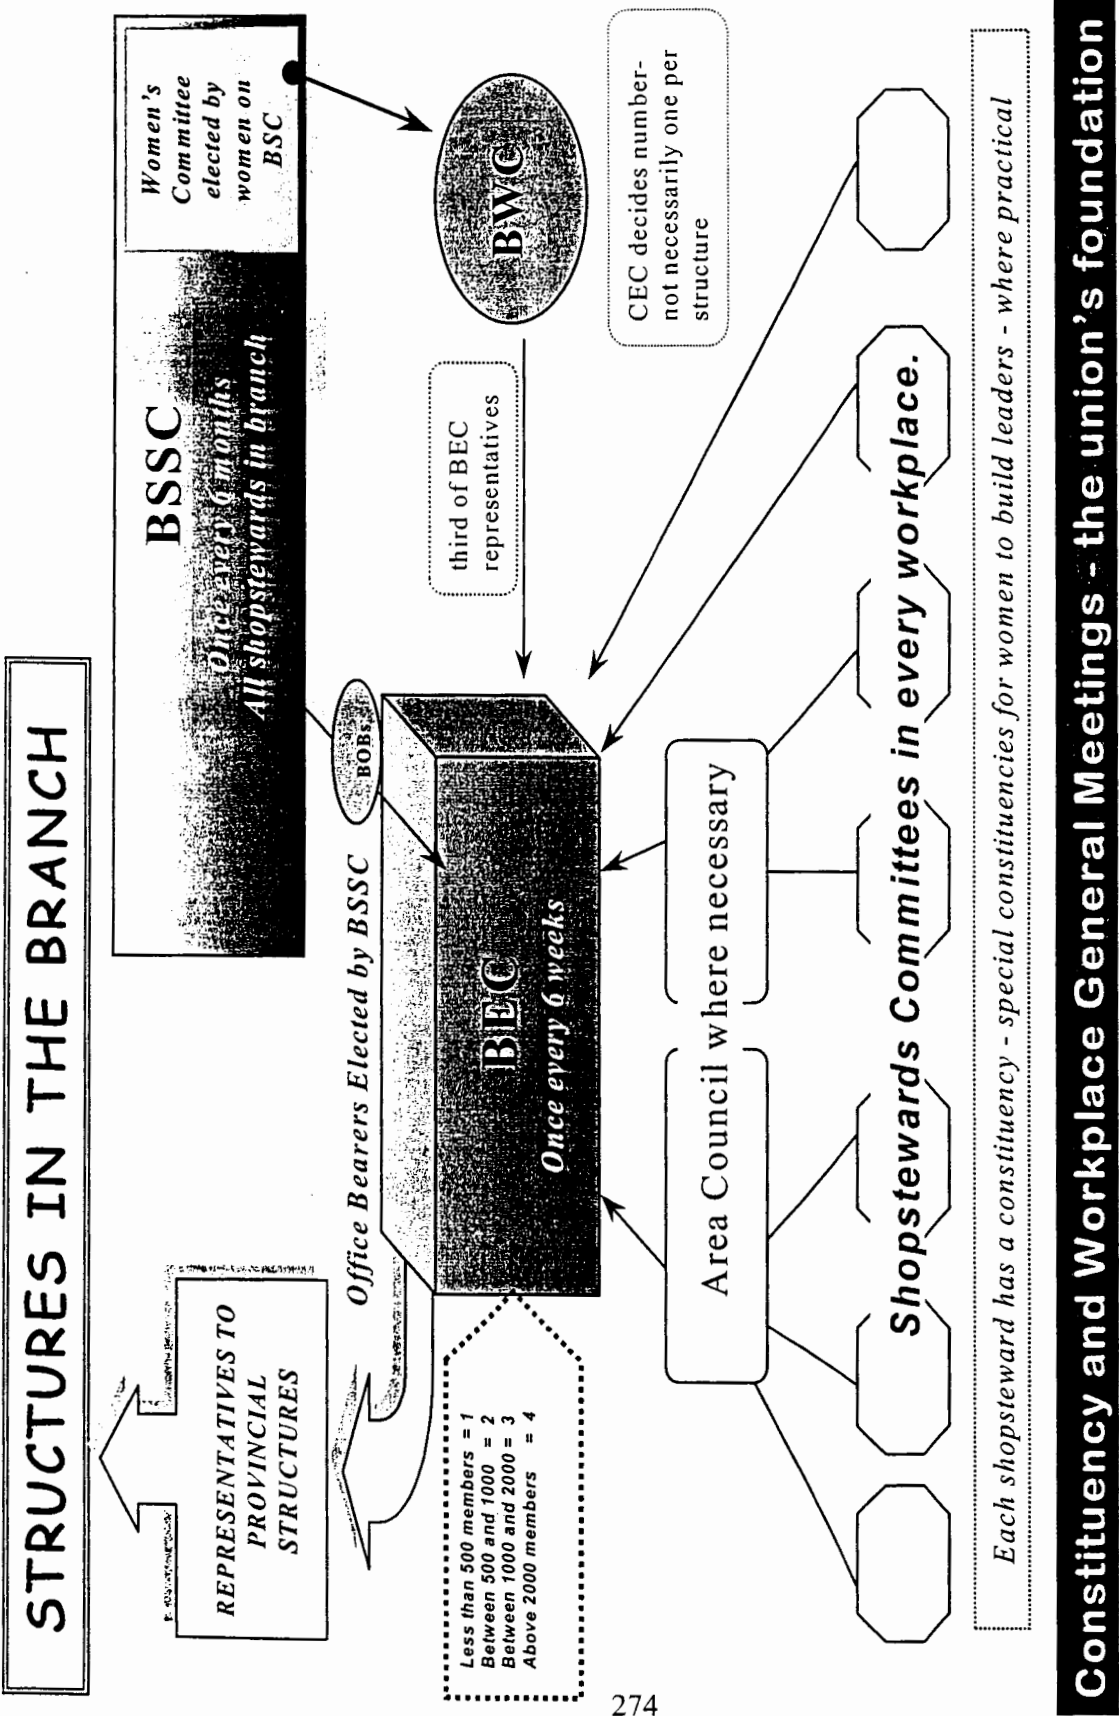 STRUCTURES IN THE BRANCH
REPRESENTATIVES TO
PROVINCIAL
STRUCTURES
BSSC
Once every 6 months
All shopstewards in branch
Women's
Committee
elected by
women on
BSC
Office Bearers Elected by BSSC
BOBs
BWC
third of BEC
representatives
CEC decides number-
not necessarily one per
structure
BEC
Once every 6 weeks
Less than 500 members = 1
Between 500 and 1000 = 2
Between 1000 and 2000 = 3
Above 2000 members = 4
Area Council where necessary
Shopstewards Committees in every workplace.
Each shopsteward has a constituency - special constituencies for women to build leaders - where practical
Constituency and Workplace General Meetings - the union's foundation
274